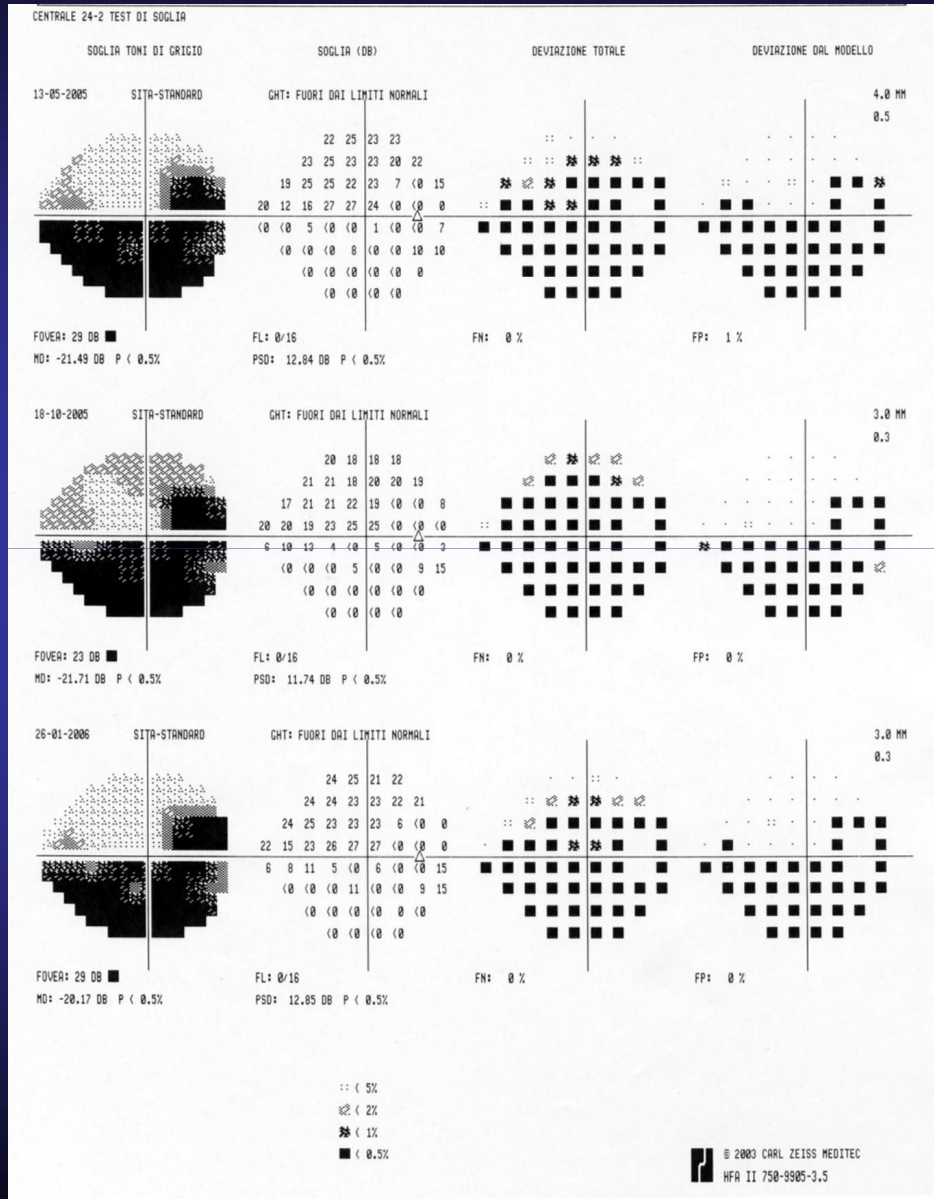 CENTRALE 24-2 TEST DI SOGLIA
SOGLIA TONI DI GRIGIO SOGLIA (DB) DEVIAZIONE TOTALE DEVIAZIONE DAL MODELLO
13-05-2005 SITA-STANDARD GHT: FUORI DAI LIMITI NORMALI 4.0 MM
0.5
22 25 23 23
23 25 23 23 20 22
19 25 25 22 23 7 <0 15
20 12 16 27 27 24 <0 <0 0
<0 <0 5 <0 <0 1 <0 <0 7
<0 <0 <0 8 <0 <0 10 10
<0 <0 <0 <0 <0 0
<0 <0 <0 <0
FOVEA: 29 DB FL: 0/16 FN: 0 % FP: 1 %
MD: -21.49 DB P < 0.5% PSD: 12.84 DB P < 0.5%
18-10-2005 SITA-STANDARD GHT: FUORI DAI LIMITI NORMALI 3.0 MM
0.3
20 18 18 18
21 21 18 20 20 19
17 21 21 22 19 <0 <0 8
20 20 19 23 25 25 <0 <0 <0
6 10 13 4 <0 5 <0 <0 3
<0 <0 <0 5 <0 <0 9 15
<0 <0 <0 <0 <0 <0
<0 <0 <0 <0
FOVEA: 23 DB FL: 0/16 FN: 0 % FP: 0 %
MD: -21.71 DB P < 0.5% PSD: 11.74 DB P < 0.5%
26-01-2006 SITA-STANDARD GHT: FUORI DAI LIMITI NORMALI 3.0 MM
0.3
24 25 21 22
24 24 23 23 22 21
24 25 23 23 23 6 <0 0
22 15 23 26 27 27 <0 <0 0
6 8 11 5 <0 6 <0 <0 15
<0 <0 <0 11 <0 <0 9 15
<0 <0 <0 <0 0 <0
<0 <0 <0 <0
FOVEA: 29 DB FL: 0/16 FN: 0 % FP: 0 %
MD: -20.17 DB P < 0.5% PSD: 12.85 DB P < 0.5%
< 5%
< 2%
< 1%
< 0.5%
© 2003 CARL ZEISS MEDITEC
HFA II 750-9905-3.5